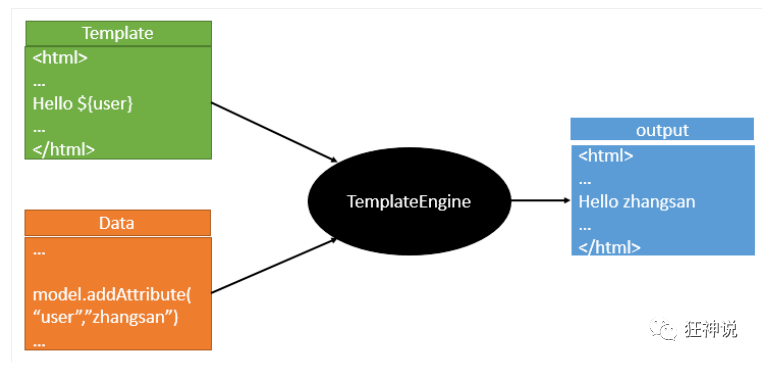 Template
<html>
...
Hello ${user}
...
</html>
Data
...
model.addAttribute(
“user”,”zhangsan”)
...
TemplateEngine
output
<html>
...
Hello zhangsan
...
</html>
狂神说